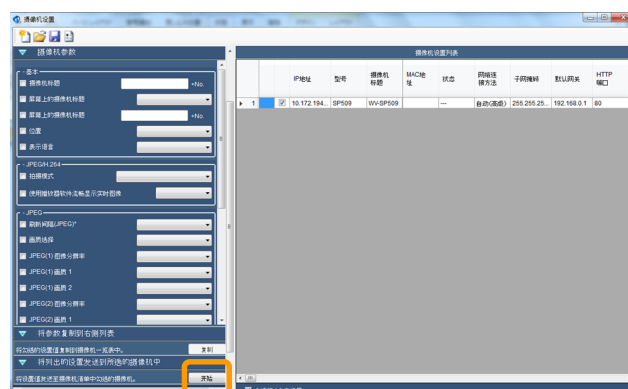 摄像机设置
摄像机参数
基本
摄像机标题 +No.
屏幕上的摄像机标题
屏幕上的摄像机标题 +No.
位置
表示语言
JPEG/H.264
拍摄模式
使用播放器软件流畅显示实时图像
JPEG
刷新间隔(JPEG)*
画质选择
JPEG(1)图像分辨率
JPEG(1)画质 1
JPEG(1)画质 2
JPEG(2)图像分辨率
JPEG(2)画质 1
将参数复制到右侧列表
将勾选的设置值复制到摄像机一览表中。 复制
将列出的设置发送到所选的摄像机中
将设置值发送至摄像机清单中勾选的摄像机。 开始
摄像机设置列表
IP地址 型号 摄像机标题 MAC地址 状态 网络连接方法 子网掩码 默认网关 HTTP端口
1 10.172.194... SP509 WV-SP509 --- 自动(高级) 255.255.25... 192.168.0.1 80